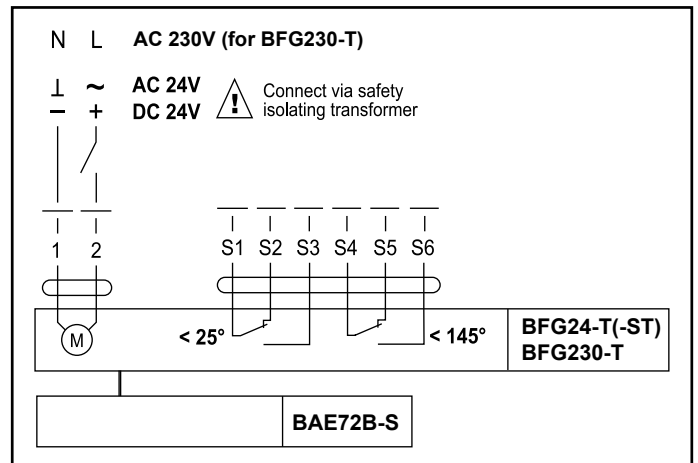 N L AC 230V (for BFG230-T)
⊥ ~ AC 24V
− + DC 24V
! Connect via safety
isolating transformer
1 2 S1 S2 S3 S4 S5 S6
M < 25° < 145°
BFG24-T(-ST)
BFG230-T
BAE72B-S